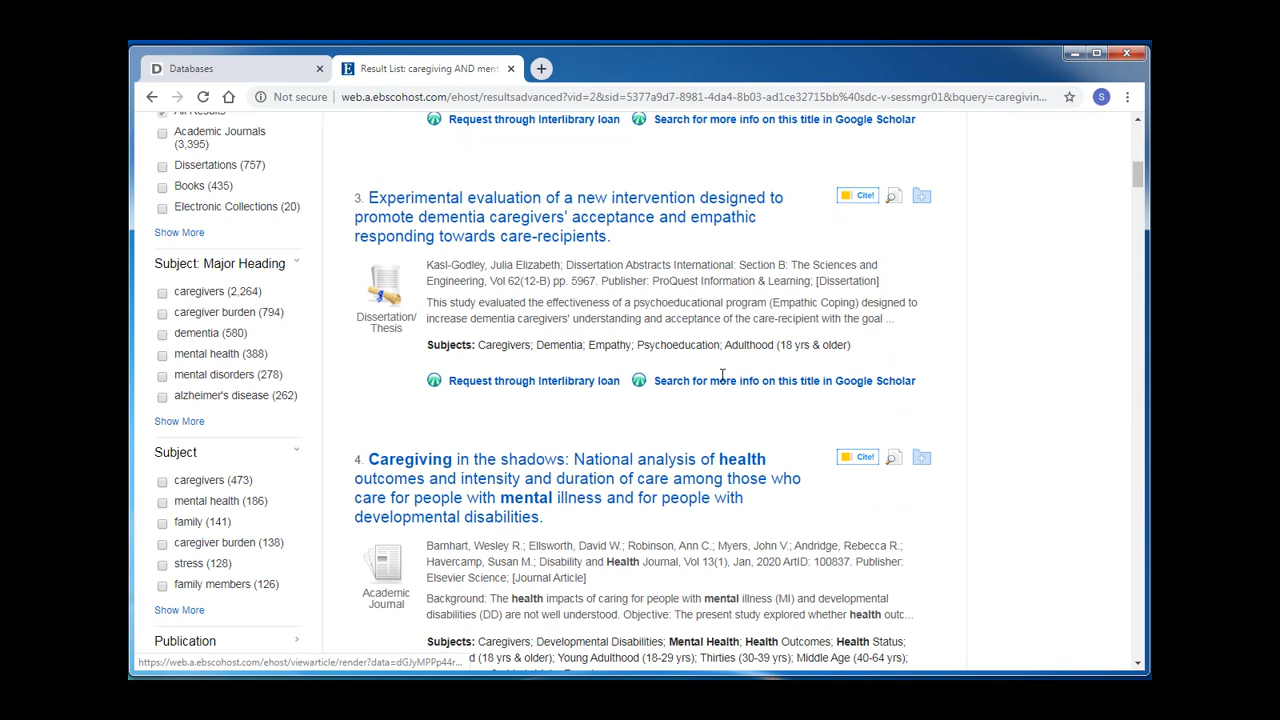 Databases
Result List: caregiving AND ment
Not secure
web.a.ebscohost.com/ehost/resultsadvanced?vid=2&sid=5377a9d7-8981-4da4-8b03-ad1ce32715bb%40sdc-v-sessmgr01&bquery=caregivin...
S
All Results
Academic Journals
(3,395)
Dissertations (757)
Books (435)
Electronic Collections (20)
Show More
Subject: Major Heading
caregivers (2,264)
caregiver burden (794)
dementia (580)
mental health (388)
mental disorders (278)
alzheimer's disease (262)
Show More
Subject
caregivers (473)
mental health (186)
family (141)
caregiver burden (138)
stress (128)
family members (126)
Show More
Publication
Request through Interlibrary loan
Search for more info on this title in Google Scholar
3. Experimental evaluation of a new intervention designed to
promote dementia caregivers' acceptance and empathic
responding towards care-recipients.
Cite!
Dissertation/
Thesis
Kasl-Godley, Julia Elizabeth; Dissertation Abstracts International: Section B: The Sciences and
Engineering, Vol 62(12-B) pp. 5967. Publisher: ProQuest Information & Learning; [Dissertation]
This study evaluated the effectiveness of a psychoeducational program (Empathic Coping) designed to
increase dementia caregivers' understanding and acceptance of the care-recipient with the goal ...
Subjects: Caregivers; Dementia; Empathy; Psychoeducation; Adulthood (18 yrs & older)
Request through Interlibrary loan
Search for more info on this title in Google Scholar
4. Caregiving in the shadows: National analysis of health
outcomes and intensity and duration of care among those who
care for people with mental illness and for people with
developmental disabilities.
Cite!
Academic
Journal
Barnhart, Wesley R.; Ellsworth, David W.; Robinson, Ann C.; Myers, John V.; Andridge, Rebecca R.;
Havercamp, Susan M.; Disability and Health Journal, Vol 13(1), Jan, 2020 ArtID: 100837. Publisher:
Elsevier Science; [Journal Article]
Background: The health impacts of caring for people with mental illness (MI) and developmental
disabilities (DD) are not well understood. Objective: The present study explored whether health outc...
Subjects: Caregivers; Developmental Disabilities; Mental Health; Health Outcomes; Health Status;
(18 yrs & older); Young Adulthood (18-29 yrs); Thirties (30-39 yrs); Middle Age (40-64 yrs);
https://web.a.ebscohost.com/ehost/viewarticle/render?data=dGJyMPPp44r...